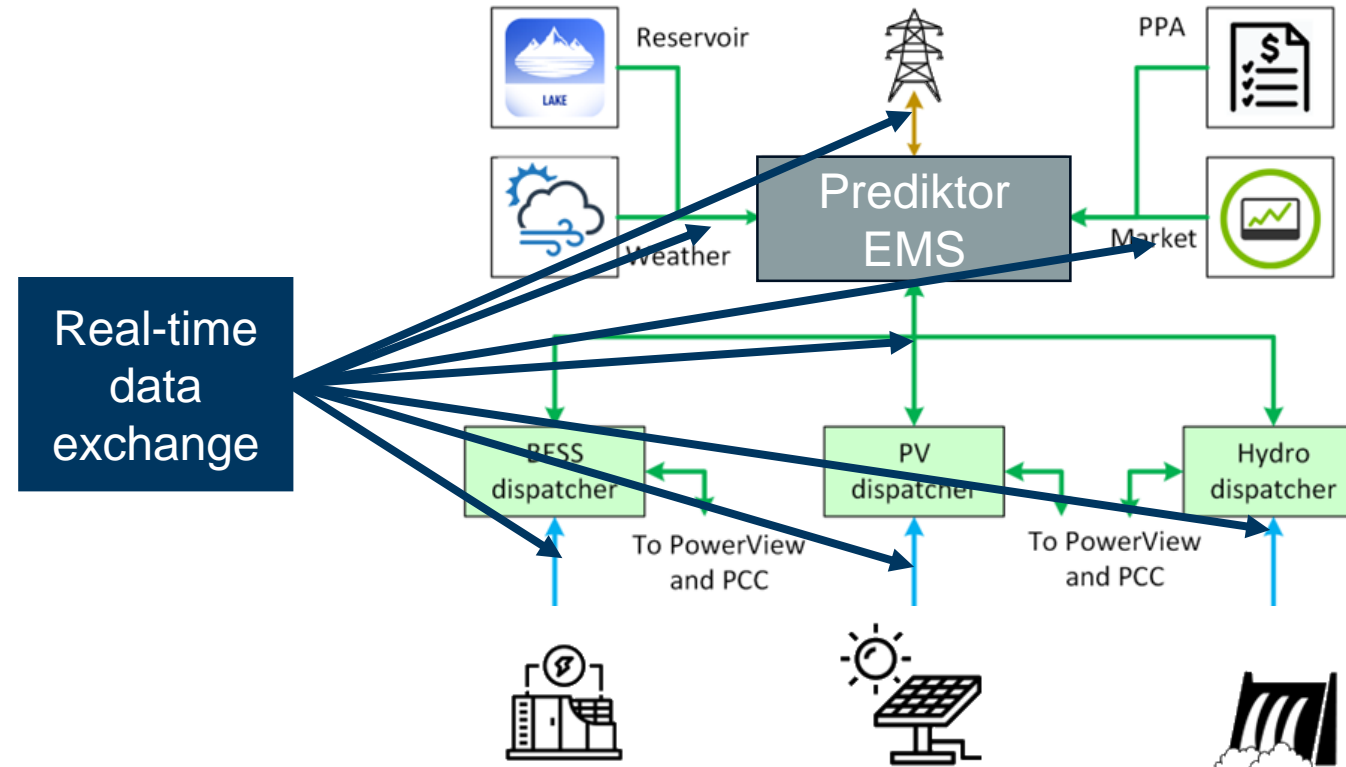 Reservoir
LAKE
Weather
PPA
$
Market
Prediktor
EMS
Real-time
data
exchange
BESS
dispatcher
PV
dispatcher
Hydro
dispatcher
To PowerView
and PCC
To PowerView
and PCC